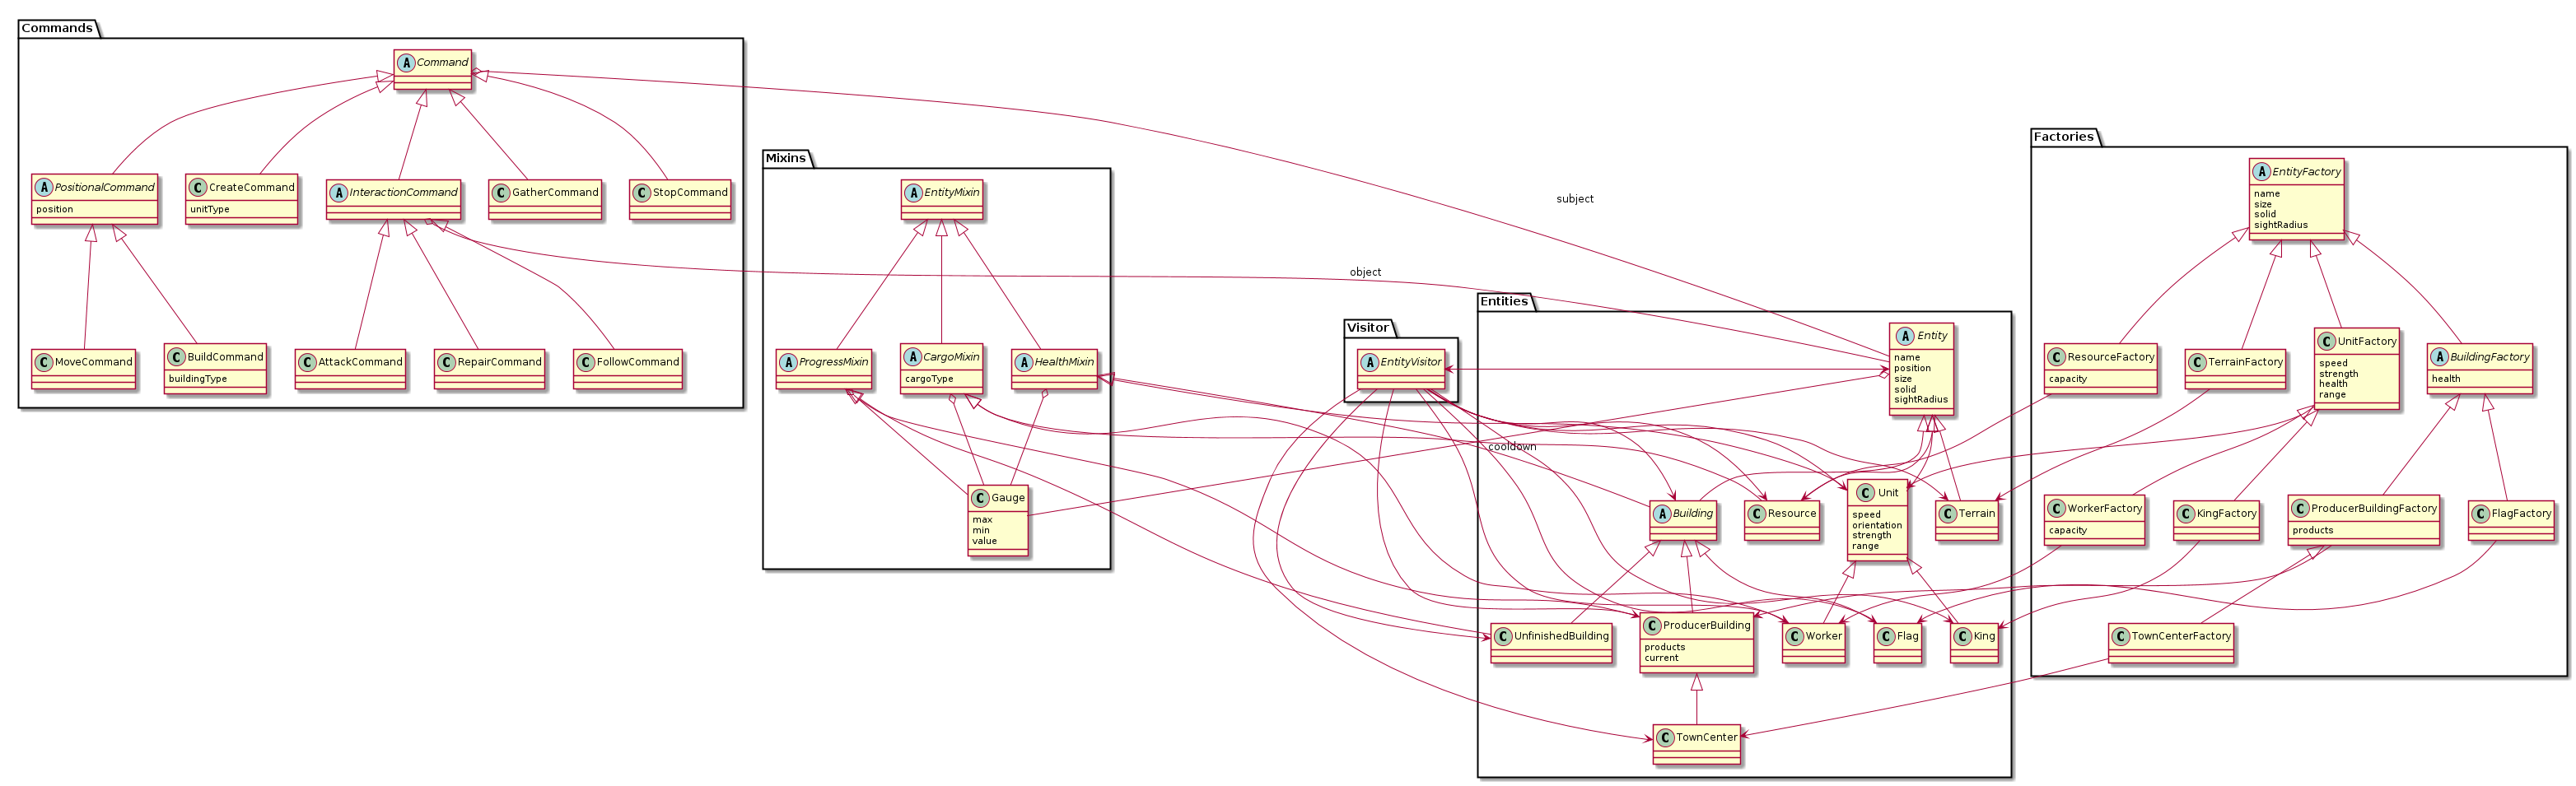 Commands
A Command
A PositionalCommand
position
C CreateCommand
unitType
A InteractionCommand
C GatherCommand
C StopCommand
C MoveCommand
C BuildCommand
buildingType
C AttackCommand
C RepairCommand
C FollowCommand
subject
object
Mixins
A EntityMixin
A ProgressMixin
A CargoMixin
cargoType
A HealthMixin
C Gauge
max
min
value
cooldown
Visitor
A EntityVisitor
Entities
A Entity
name
position
size
solid
sightRadius
A Building
C Resource
C Unit
speed
orientation
strength
range
C Terrain
C UnfinishedBuilding
C ProducerBuilding
products
current
C Worker
C Flag
C King
C TownCenter
Factories
A EntityFactory
name
size
solid
sightRadius
C ResourceFactory
capacity
C TerrainFactory
C UnitFactory
speed
strength
health
range
A BuildingFactory
health
C WorkerFactory
capacity
C KingFactory
C ProducerBuildingFactory
products
C FlagFactory
C TownCenterFactory